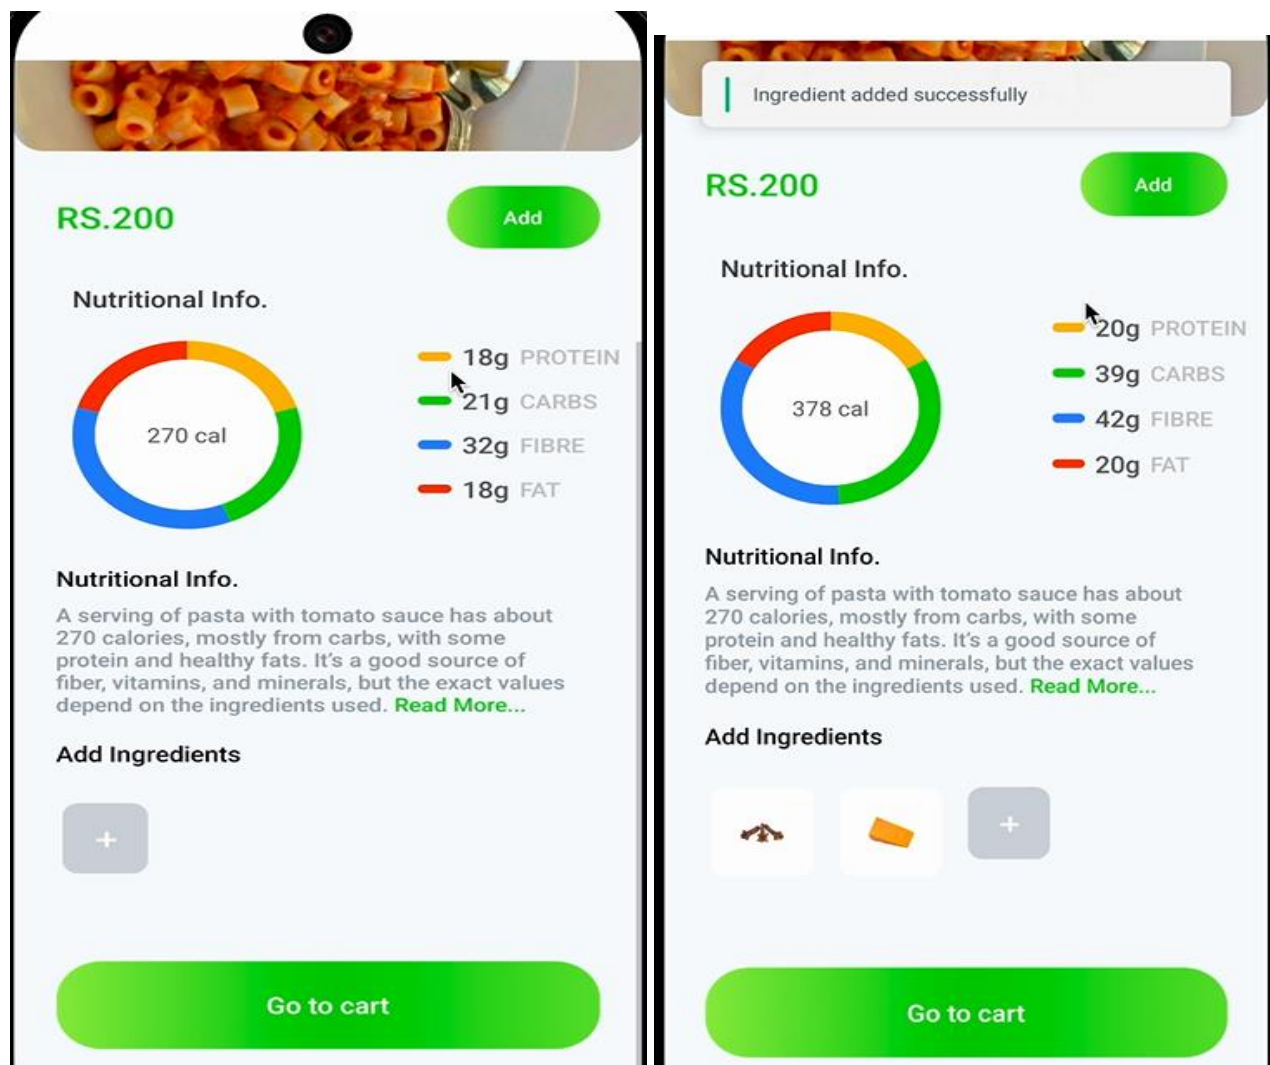 RS.200
Add
Nutritional Info.
270 cal
18g PROTEIN
21g CARBS
32g FIBRE
18g FAT
Nutritional Info.
A serving of pasta with tomato sauce has about
270 calories, mostly from carbs, with some
protein and healthy fats. It's a good source of
fiber, vitamins, and minerals, but the exact values
depend on the ingredients used. Read More...
Add Ingredients
+
Go to cart
Ingredient added successfully
RS.200
Add
Nutritional Info.
378 cal
20g PROTEIN
39g CARBS
42g FIBRE
20g FAT
Nutritional Info.
A serving of pasta with tomato sauce has about
270 calories, mostly from carbs, with some
protein and healthy fats. It's a good source of
fiber, vitamins, and minerals, but the exact values
depend on the ingredients used. Read More...
Add Ingredients
+
Go to cart